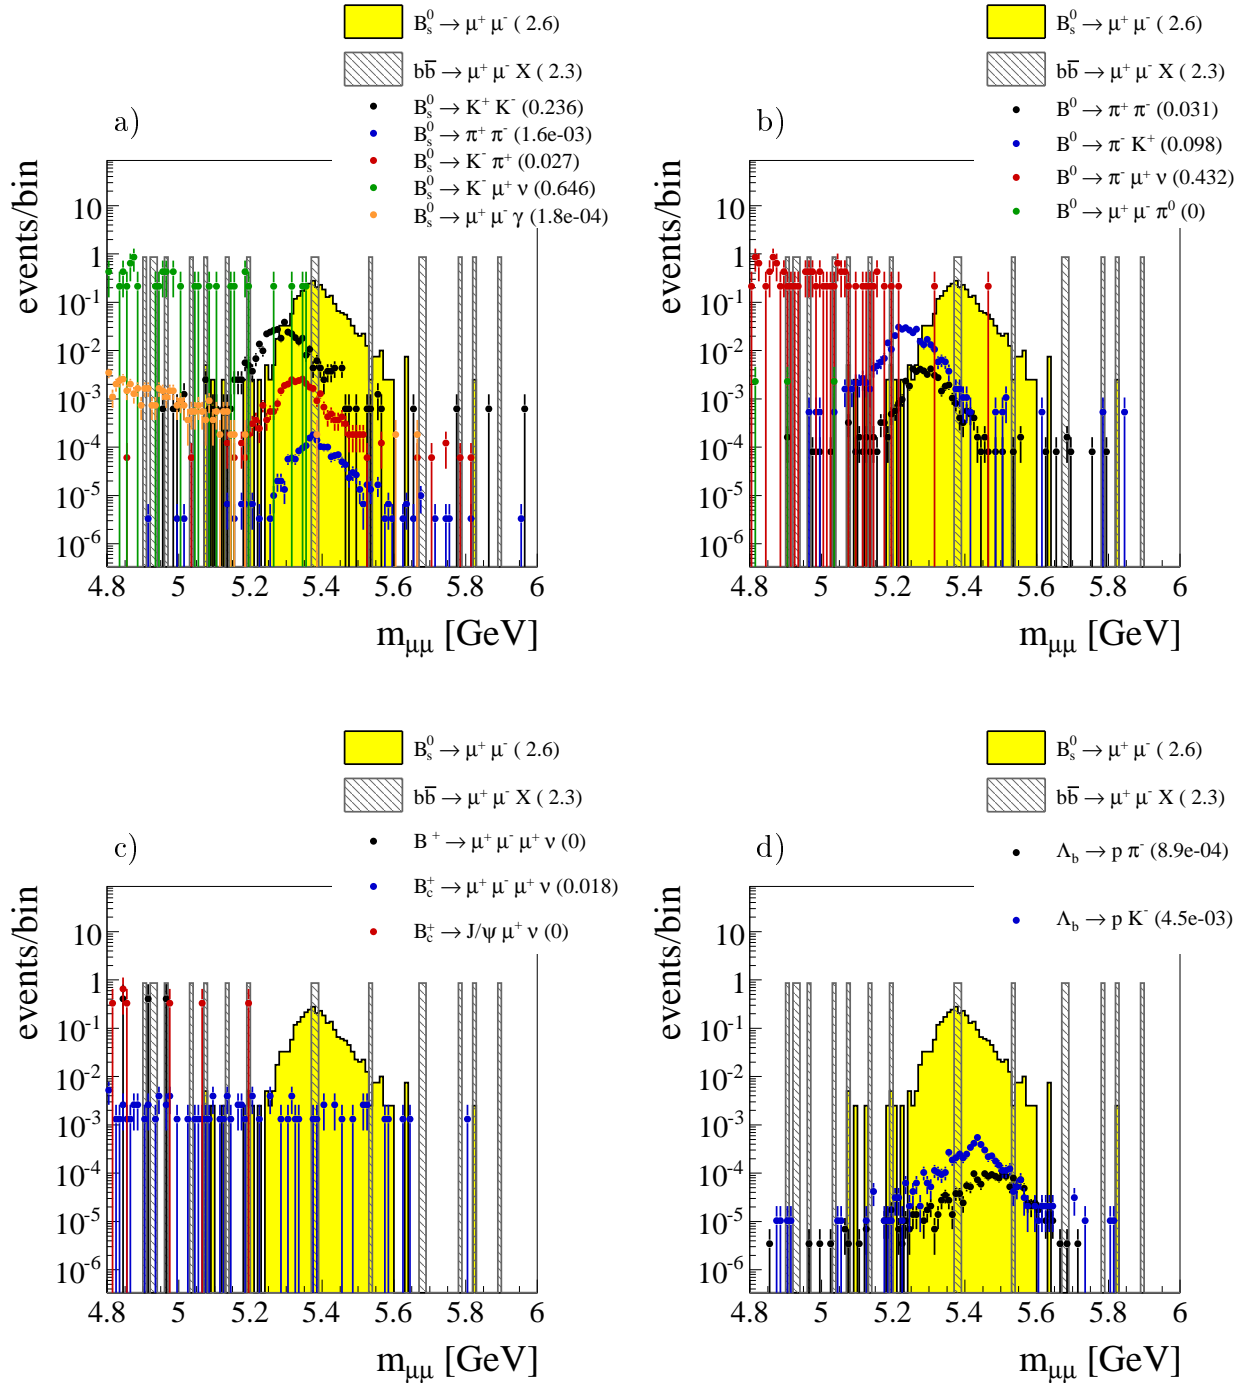 B⁰ₛ → μ⁺ μ⁻ ( 2.6)
bb̅ → μ⁺ μ⁻ X ( 2.3)
B⁰ₛ → K⁺ K⁻ (0.236)
B⁰ₛ → π⁺ π⁻ (1.6e-03)
B⁰ₛ → K⁻ π⁺ (0.027)
B⁰ₛ → K⁻ μ⁺ ν (0.646)
B⁰ₛ → μ⁺ μ⁻ γ (1.8e-04)
a)
events/bin
10
1
10⁻¹
10⁻²
10⁻³
10⁻⁴
10⁻⁵
10⁻⁶
4.8 5 5.2 5.4 5.6 5.8 6
m_μμ [GeV]
B⁰ₛ → μ⁺ μ⁻ ( 2.6)
bb̅ → μ⁺ μ⁻ X ( 2.3)
B⁰ → π⁺ π⁻ (0.031)
B⁰ → π⁻ K⁺ (0.098)
B⁰ → π⁻ μ⁺ ν (0.432)
B⁰ → μ⁺ μ⁻ π⁰ (0)
b)
events/bin
10
1
10⁻¹
10⁻²
10⁻³
10⁻⁴
10⁻⁵
10⁻⁶
4.8 5 5.2 5.4 5.6 5.8 6
m_μμ [GeV]
B⁰ₛ → μ⁺ μ⁻ ( 2.6)
bb̅ → μ⁺ μ⁻ X ( 2.3)
B⁺ → μ⁺ μ⁻ μ⁺ ν (0)
B_c⁺ → μ⁺ μ⁻ μ⁺ ν (0.018)
B_c⁺ → J/ψ μ⁺ ν (0)
c)
events/bin
10
1
10⁻¹
10⁻²
10⁻³
10⁻⁴
10⁻⁵
10⁻⁶
4.8 5 5.2 5.4 5.6 5.8 6
m_μμ [GeV]
B⁰ₛ → μ⁺ μ⁻ ( 2.6)
bb̅ → μ⁺ μ⁻ X ( 2.3)
Λ_b → p π⁻ (8.9e-04)
Λ_b → p K⁻ (4.5e-03)
d)
events/bin
10
1
10⁻¹
10⁻²
10⁻³
10⁻⁴
10⁻⁵
10⁻⁶
4.8 5 5.2 5.4 5.6 5.8 6
m_μμ [GeV]